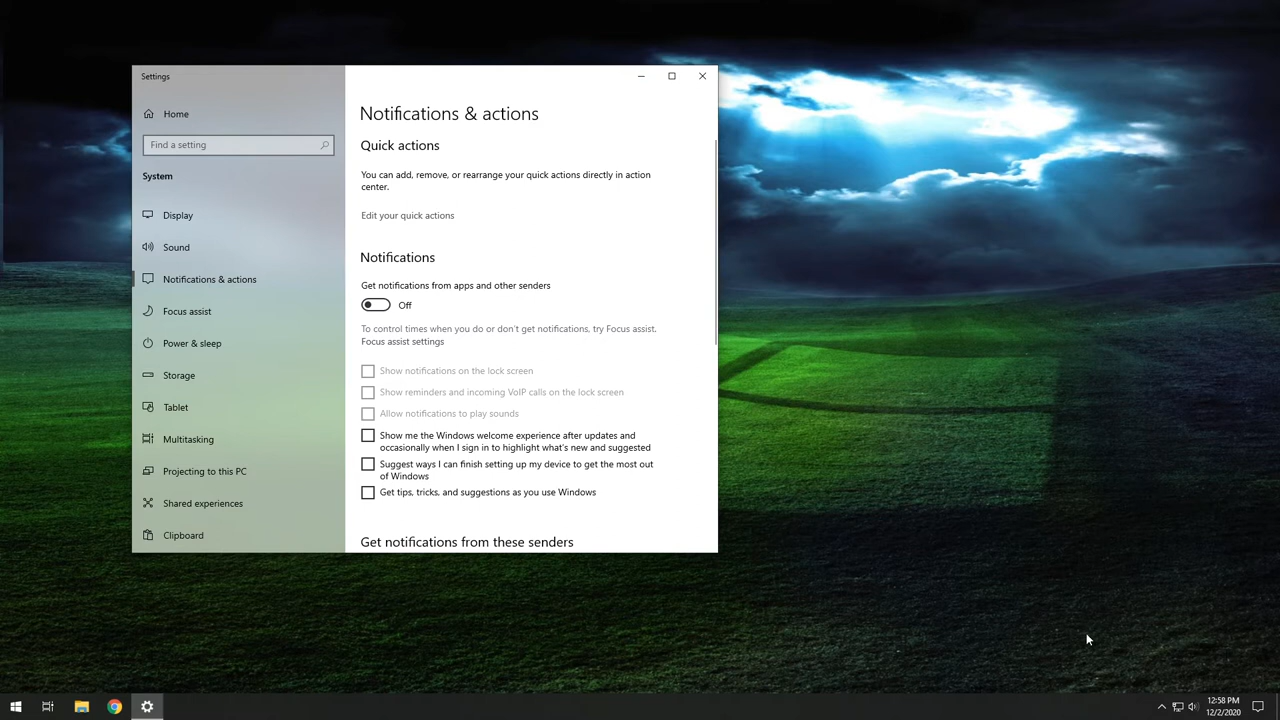 Settings
Home
Find a setting
System
Display
Sound
Notifications & actions
Focus assist
Power & sleep
Storage
Tablet
Multitasking
Projecting to this PC
Shared experiences
Clipboard
Notifications & actions
Quick actions
You can add, remove, or rearrange your quick actions directly in action
center.
Edit your quick actions
Notifications
Get notifications from apps and other senders
Off
To control times when you do or don't get notifications, try Focus assist.
Focus assist settings
Show notifications on the lock screen
Show reminders and incoming VoIP calls on the lock screen
Allow notifications to play sounds
Show me the Windows welcome experience after updates and
occasionally when I sign in to highlight what's new and suggested
Suggest ways I can finish setting up my device to get the most out
of Windows
Get tips, tricks, and suggestions as you use Windows
Get notifications from these senders
12:58 PM
12/2/2020